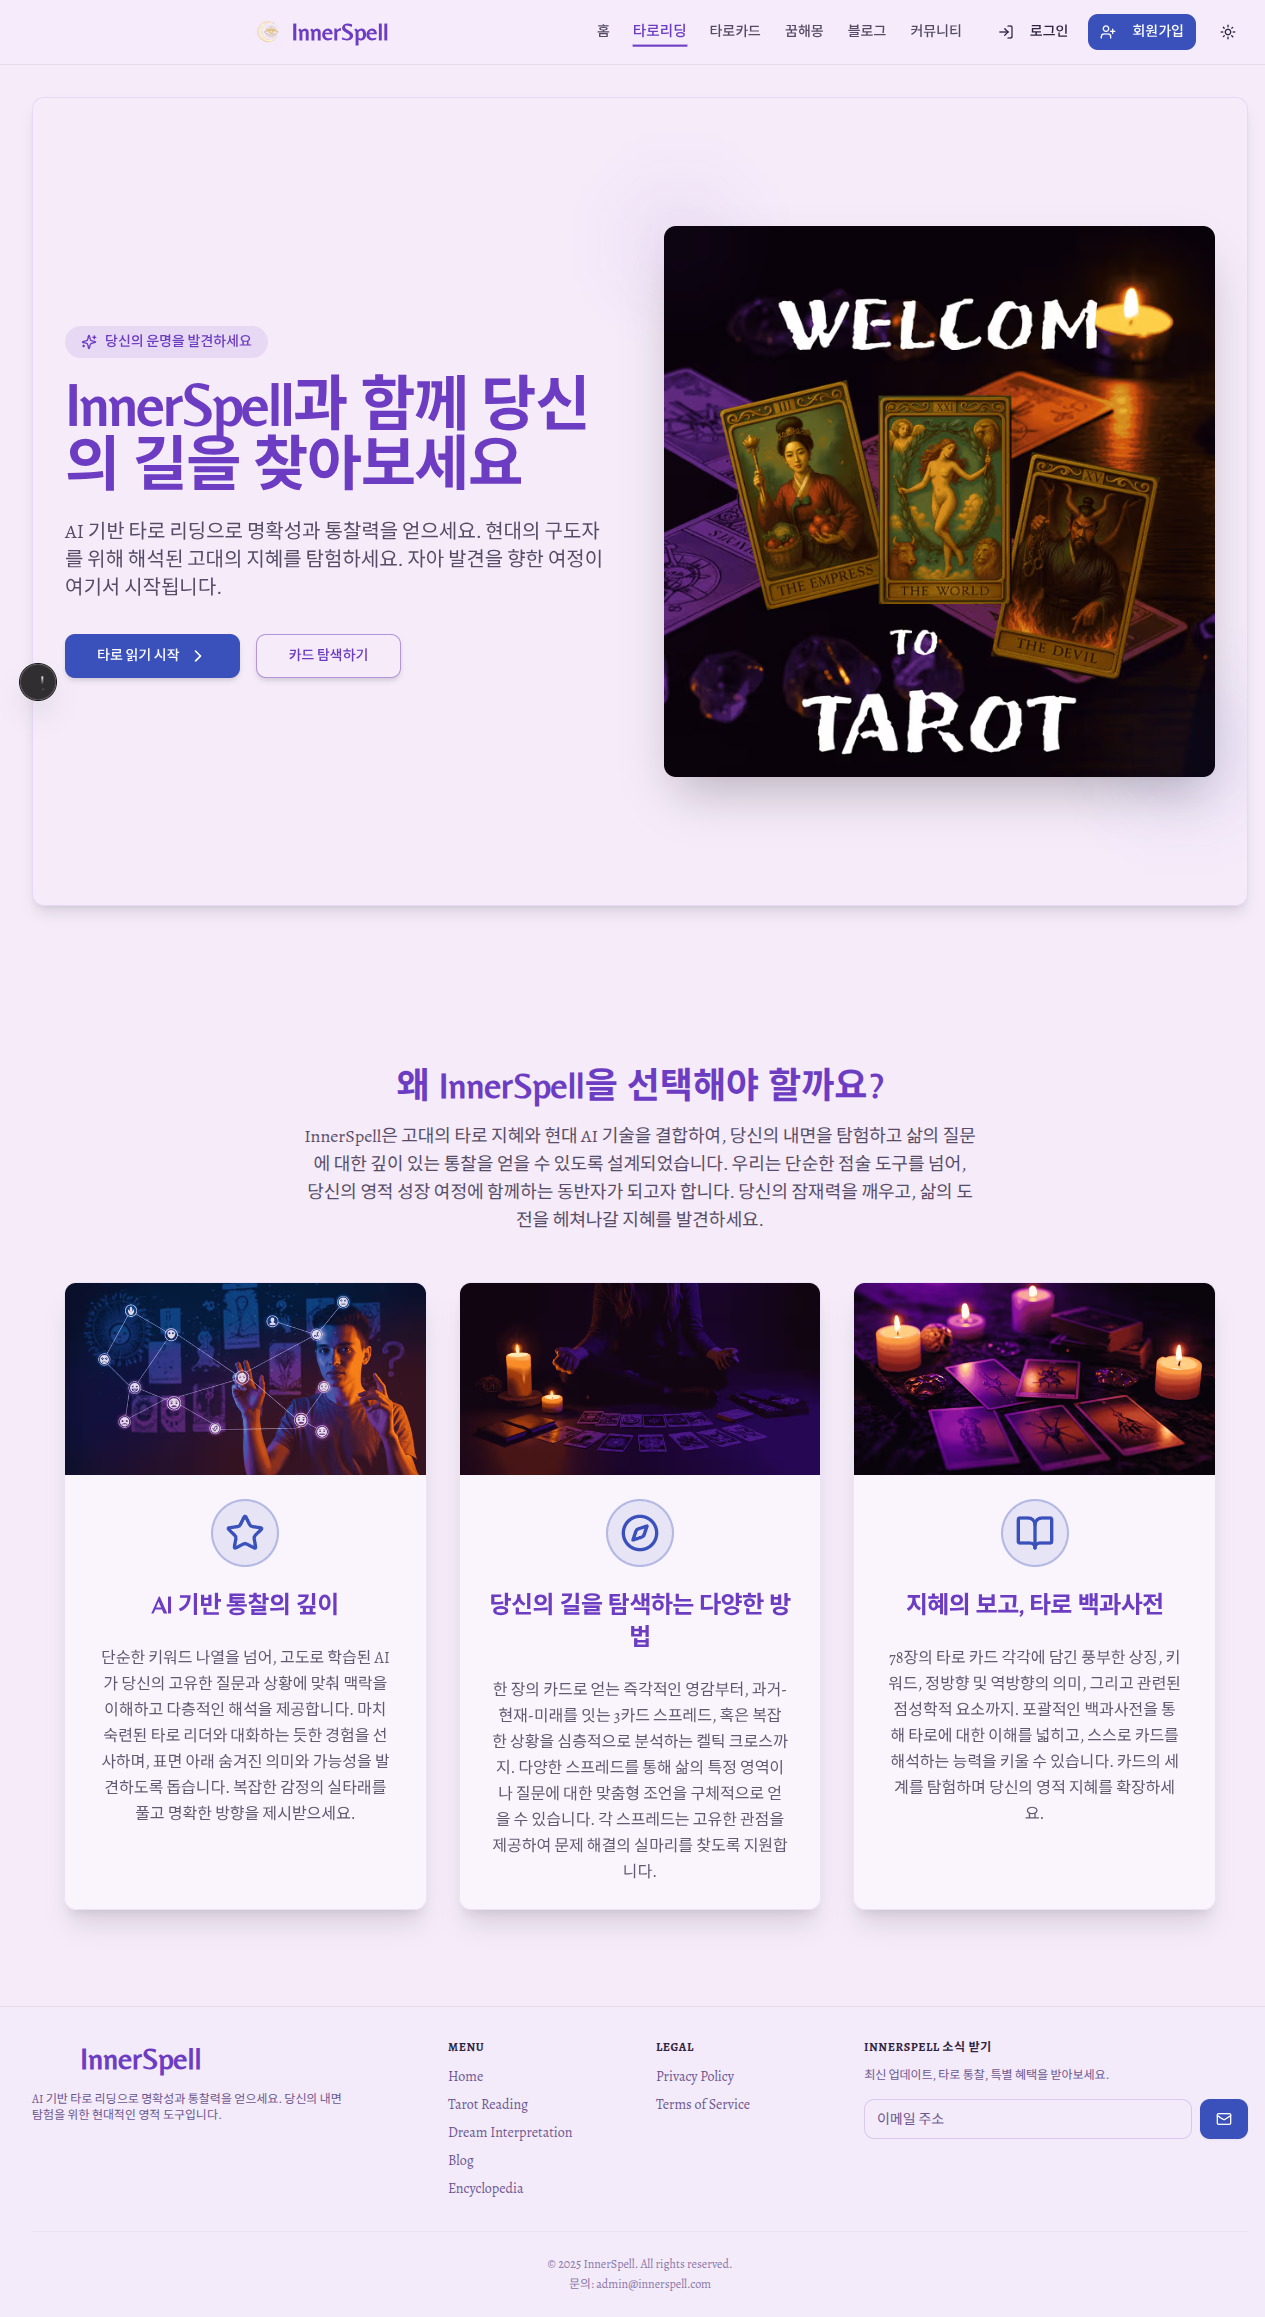 InnerSpell
홈
타로리딩
타로카드
꿈해몽
블로그
커뮤니티
로그인
회원가입
당신의 운명을 발견하세요
InnerSpell과 함께 당신
의 길을 찾아보세요
AI 기반 타로 리딩으로 명확성과 통찰력을 얻으세요. 현대의 구도자
를 위해 해석된 고대의 지혜를 탐험하세요. 자아 발견을 향한 여정이
여기서 시작됩니다.
타로 읽기 시작
카드 탐색하기
WELCOM
III
THE EMPRESS
XXI
THE WORLD
THE DEVIL
TO
TAROT
왜 InnerSpell을 선택해야 할까요?
InnerSpell은 고대의 타로 지혜와 현대 AI 기술을 결합하여, 당신의 내면을 탐험하고 삶의 질문
에 대한 깊이 있는 통찰을 얻을 수 있도록 설계되었습니다. 우리는 단순한 점술 도구를 넘어,
당신의 영적 성장 여정에 함께하는 동반자가 되고자 합니다. 당신의 잠재력을 깨우고, 삶의 도
전을 헤쳐나갈 지혜를 발견하세요.
AI 기반 통찰의 깊이
단순한 키워드 나열을 넘어, 고도로 학습된 AI
가 당신의 고유한 질문과 상황에 맞춰 맥락을
이해하고 다층적인 해석을 제공합니다. 마치
숙련된 타로 리더와 대화하는 듯한 경험을 선
사하며, 표면 아래 숨겨진 의미와 가능성을 발
견하도록 돕습니다. 복잡한 감정의 실타래를
풀고 명확한 방향을 제시받으세요.
당신의 길을 탐색하는 다양한 방
법
한 장의 카드로 얻는 즉각적인 영감부터, 과거-
현재-미래를 잇는 3카드 스프레드, 혹은 복잡
한 상황을 심층적으로 분석하는 켈틱 크로스까
지. 다양한 스프레드를 통해 삶의 특정 영역이
나 질문에 대한 맞춤형 조언을 구체적으로 얻
을 수 있습니다. 각 스프레드는 고유한 관점을
제공하여 문제 해결의 실마리를 찾도록 지원합
니다.
지혜의 보고, 타로 백과사전
78장의 타로 카드 각각에 담긴 풍부한 상징, 키
워드, 정방향 및 역방향의 의미, 그리고 관련된
점성학적 요소까지. 포괄적인 백과사전을 통
해 타로에 대한 이해를 넓히고, 스스로 카드를
해석하는 능력을 키울 수 있습니다. 카드의 세
계를 탐험하며 당신의 영적 지혜를 확장하세
요.
InnerSpell
AI 기반 타로 리딩으로 명확성과 통찰력을 얻으세요. 당신의 내면
탐험을 위한 현대적인 영적 도구입니다.
MENU
Home
Tarot Reading
Dream Interpretation
Blog
Encyclopedia
LEGAL
Privacy Policy
Terms of Service
INNERSPELL 소식 받기
최신 업데이트, 타로 통찰, 특별 혜택을 받아보세요.
이메일 주소
© 2025 InnerSpell. All rights reserved.
문의: admin@innerspell.com